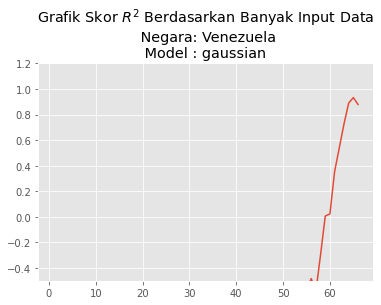 Grafik Skor $R^2$ Berdasarkan Banyak Input Data
Negara: Venezuela
Model : gaussian
1.2
1.0
0.8
0.6
0.4
0.2
0.0
−0.2
−0.4
0 10 20 30 40 50 60